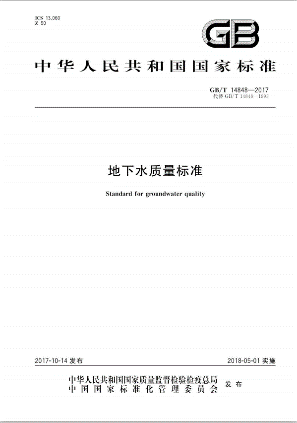 ICS 13.060
Z 50
GB
中华人民共和国国家标准
GB/T 14848—2017
代替 GB/T 14848—1993
地下水质量标准
Standard for groundwater quality
2017-10-14 发布
2018-05-01 实施
中华人民共和国国家质量监督检验检疫总局
中国国家标准化管理委员会
发布